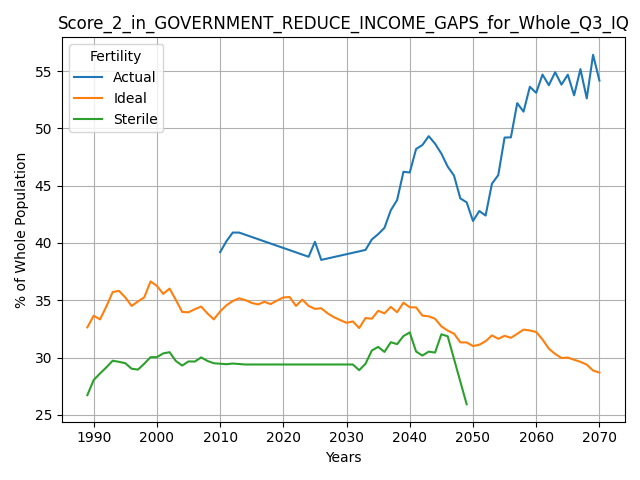 Score_2_in_GOVERNMENT_REDUCE_INCOME_GAPS_for_Whole_Q3_IQ
Fertility
Actual
Ideal
Sterile
% of Whole Population
55
50
45
40
35
30
25
1990 2000 2010 2020 2030 2040 2050 2060 2070
Years